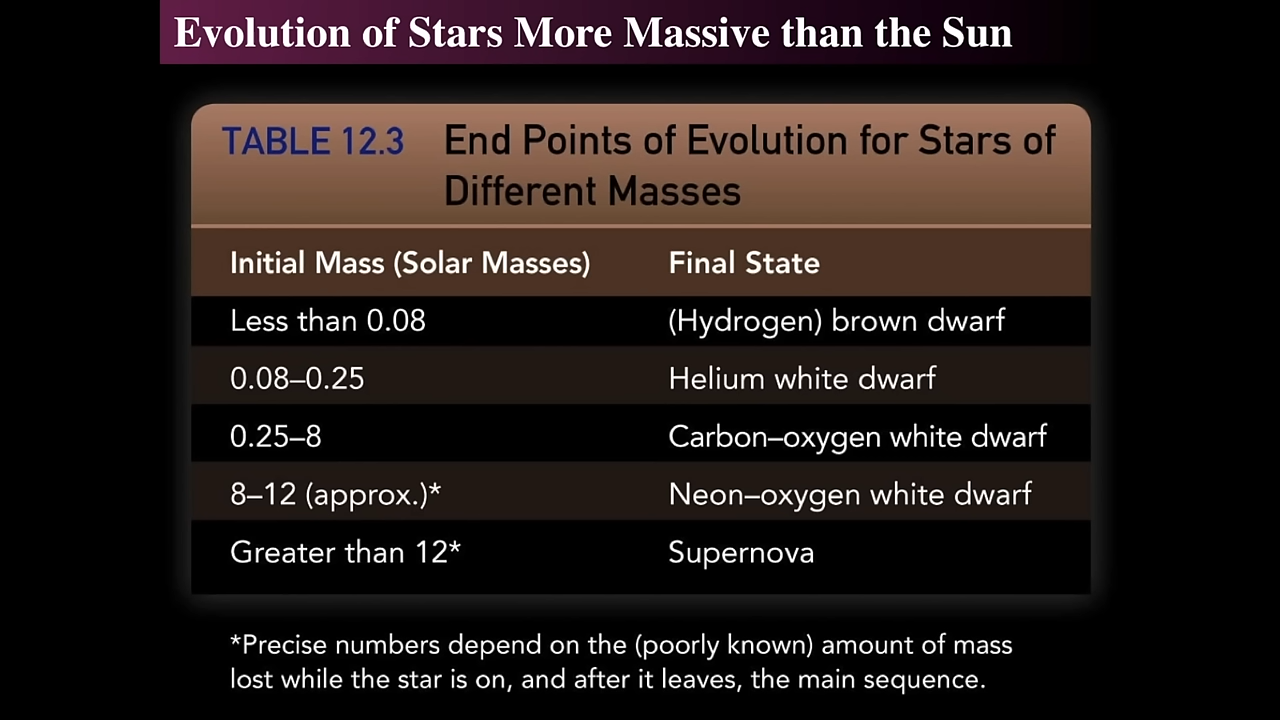 Evolution of Stars More Massive than the Sun
TABLE 12.3 End Points of Evolution for Stars of
Different Masses
Initial Mass (Solar Masses) Final State
Less than 0.08 (Hydrogen) brown dwarf
0.08–0.25 Helium white dwarf
0.25–8 Carbon–oxygen white dwarf
8–12 (approx.)* Neon–oxygen white dwarf
Greater than 12* Supernova
*Precise numbers depend on the (poorly known) amount of mass
lost while the star is on, and after it leaves, the main sequence.